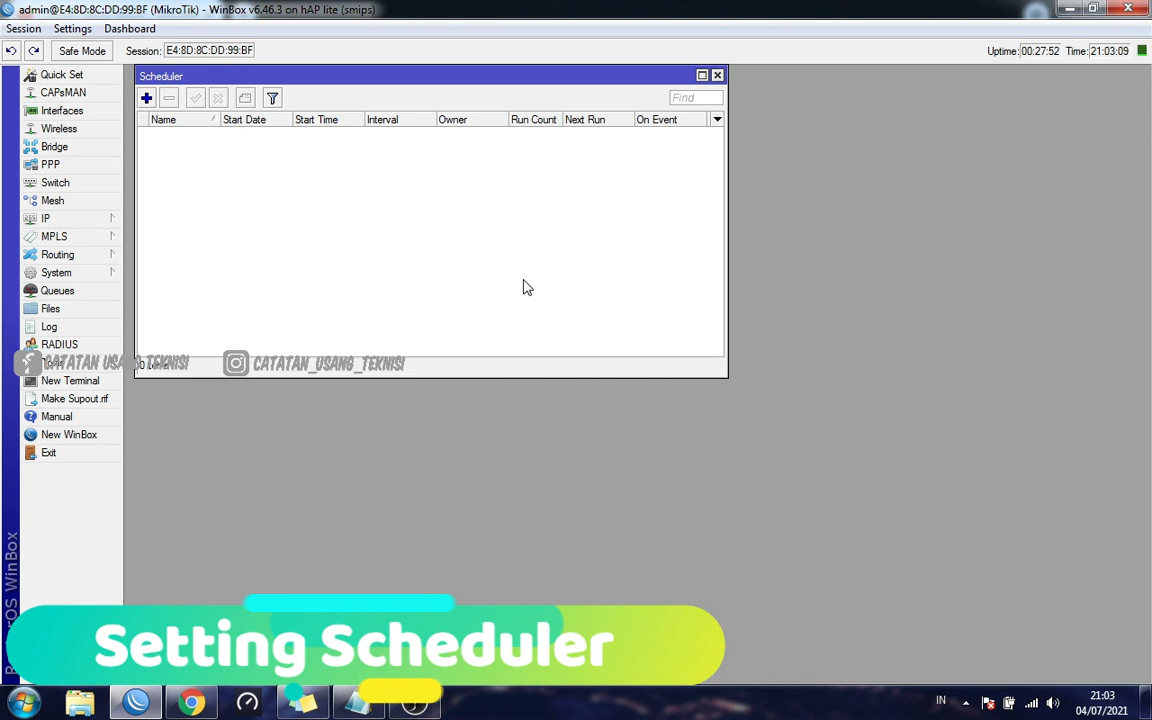 admin@E4:8D:8C:DD:99:BF (MikroTik) - WinBox v6.46.3 on hAP lite (smips)
Session Settings Dashboard
Safe Mode Session: E4:8D:8C:DD:99:BF Uptime: 00:27:52 Time: 21:03:09
Scheduler
Find
Name Start Date Start Time Interval Owner Run Count Next Run On Event
Quick Set
CAPsMAN
Interfaces
Wireless
Bridge
PPP
Switch
Mesh
IP
MPLS
Routing
System
Queues
Files
Log
RADIUS
CATATAN USANG TEKNISI
CATATAN_USANG_TEKNISI
New Terminal
Make Supout.rif
Manual
New WinBox
Exit
WinBox
Setting Scheduler
IN
21:03
04/07/2021